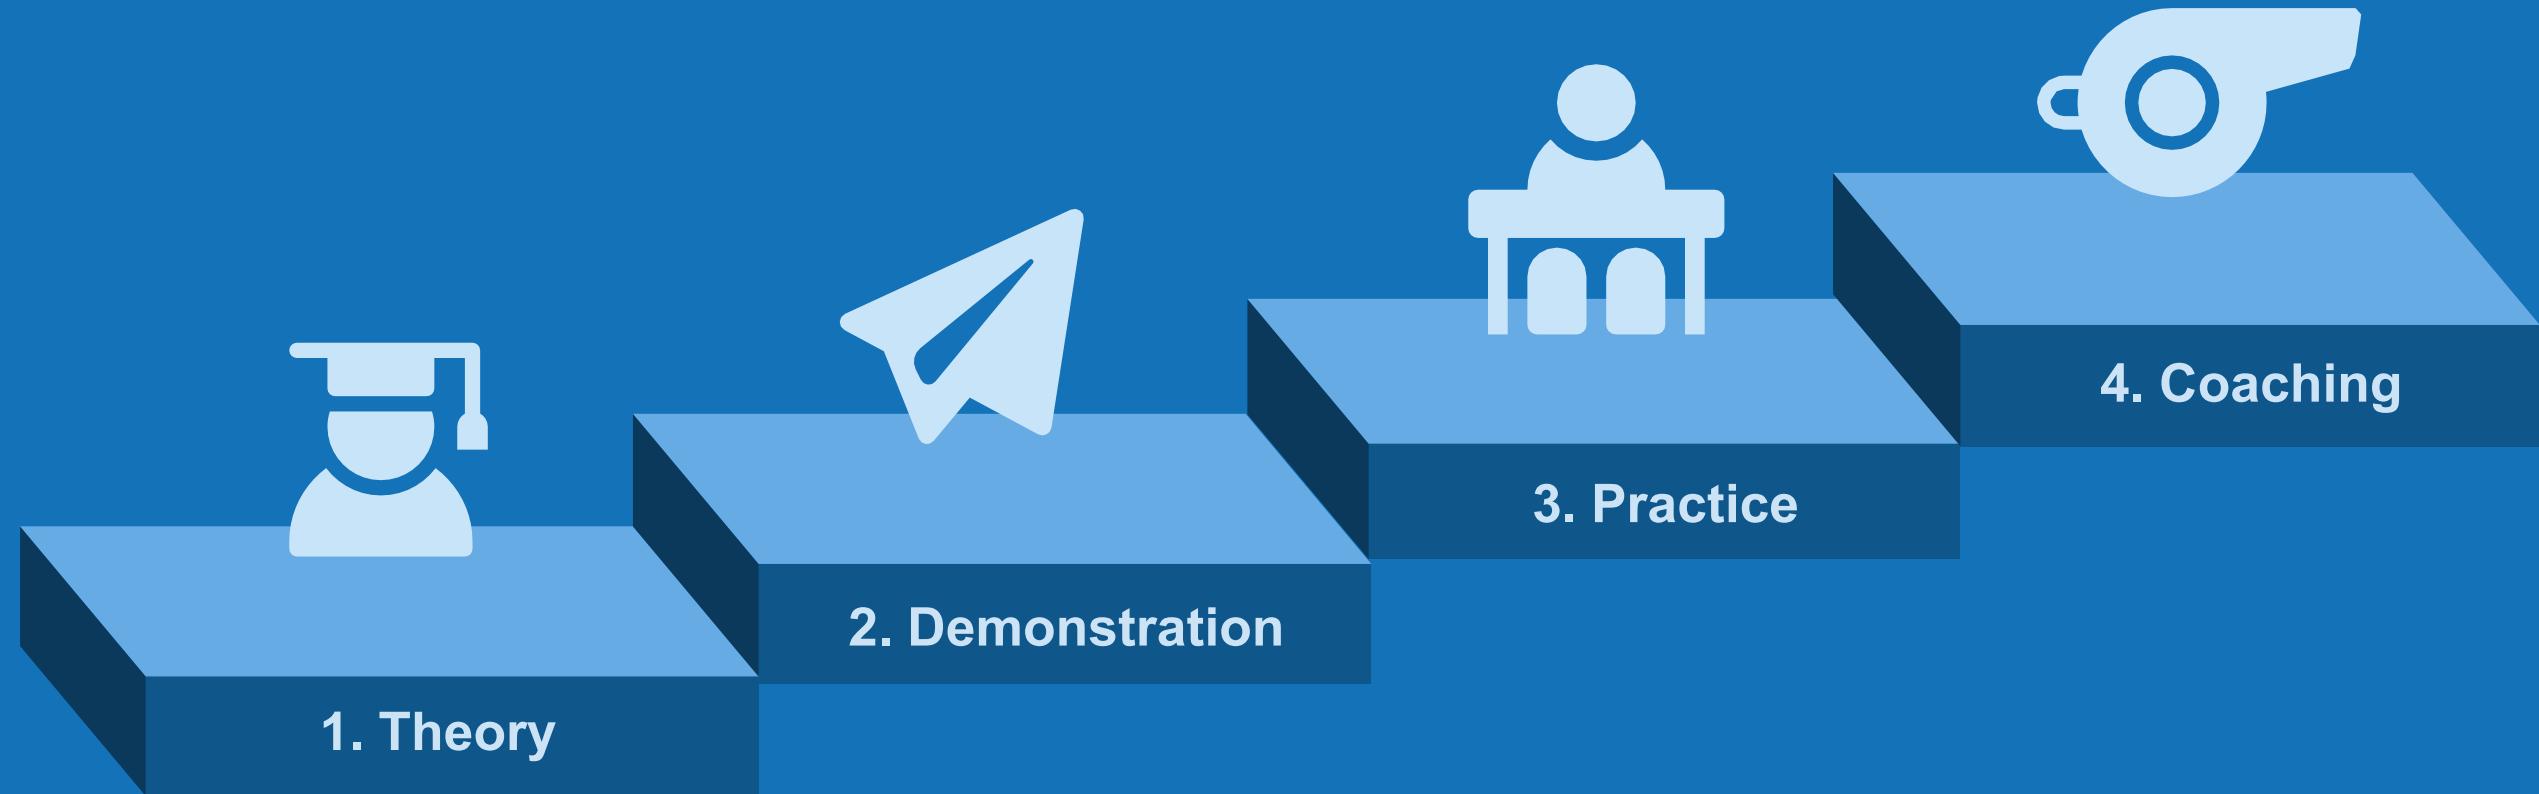 1. Theory
2. Demonstration
3. Practice
4. Coaching